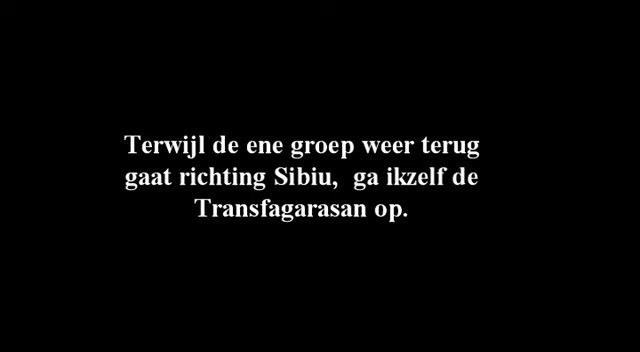 Terwijl de ene groep weer terug
gaat richting Sibiu,  ga ikzelf de
Transfagarasan op.